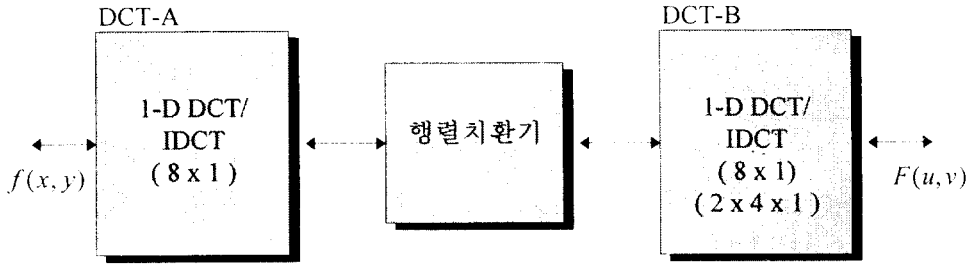 DCT-A
DCT-B
1-D DCT/
IDCT
( 8 x 1 )
행렬치환기
1-D DCT/
IDCT
( 8 x 1)
( 2 x 4 x 1 )
f(x, y)
F(u, v)